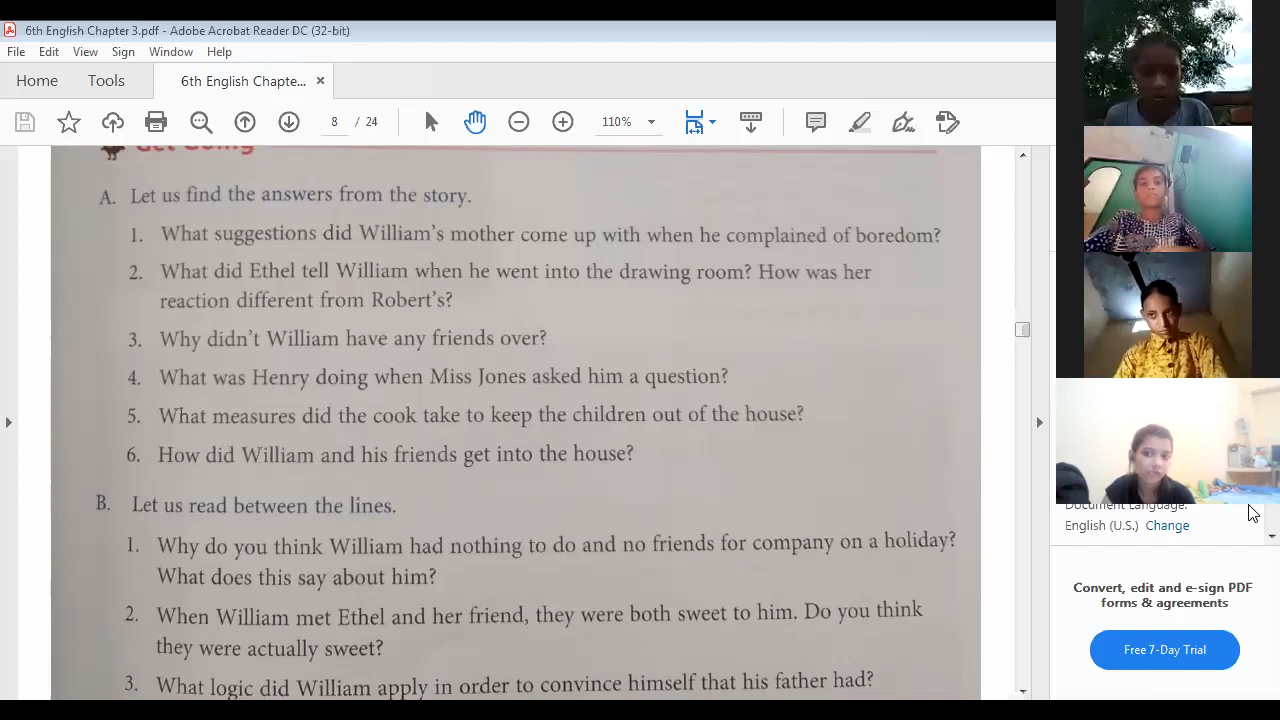 6th English Chapter 3.pdf - Adobe Acrobat Reader DC (32-bit)
File Edit View Sign Window Help
Home Tools 6th English Chapte... ×
8 / 24 110%
Get Going
A. Let us find the answers from the story.
1. What suggestions did William's mother come up with when he complained of boredom?
2. What did Ethel tell William when he went into the drawing room? How was her
reaction different from Robert's?
3. Why didn't William have any friends over?
4. What was Henry doing when Miss Jones asked him a question?
5. What measures did the cook take to keep the children out of the house?
6. How did William and his friends get into the house?
B. Let us read between the lines.
1. Why do you think William had nothing to do and no friends for company on a holiday?
What does this say about him?
2. When William met Ethel and her friend, they were both sweet to him. Do you think
they were actually sweet?
3. What logic did William apply in order to convince himself that his father had?
Document Language:
English (U.S.) Change
Convert, edit and e-sign PDF
forms & agreements
Free 7-Day Trial